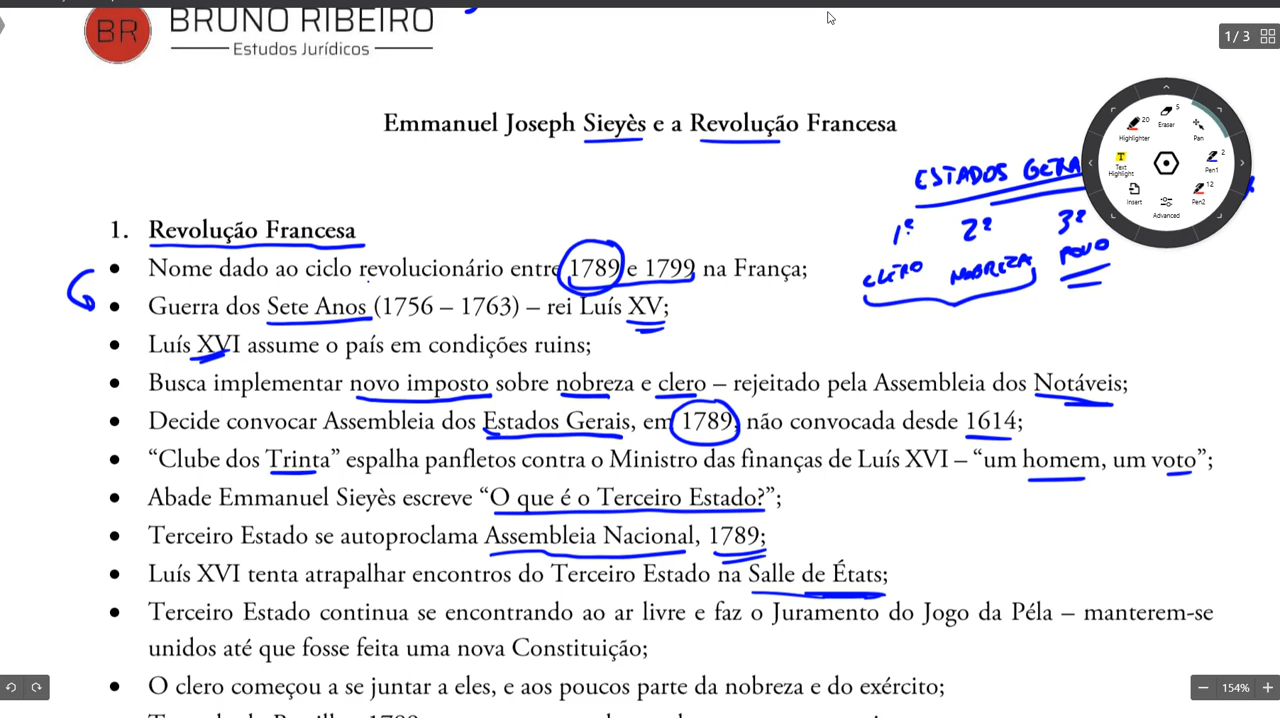 BRUNO RIBEIRO
Estudos Jurídicos
1 / 3
Emmanuel Joseph Sieyès e a Revolução Francesa
20
Highlighter
5
Eraser
Pan
Text Highlight
2
Pen1
Insert
12
Pen2
Advanced
ESTADOS GERA
1º 2º 3º
CLERO NOBREZA POVO
1. Revolução Francesa
• Nome dado ao ciclo revolucionário entre 1789 e 1799 na França;
• Guerra dos Sete Anos (1756 – 1763) – rei Luís XV;
• Luís XVI assume o país em condições ruins;
• Busca implementar novo imposto sobre nobreza e clero – rejeitado pela Assembleia dos Notáveis;
• Decide convocar Assembleia dos Estados Gerais, em 1789, não convocada desde 1614;
• “Clube dos Trinta” espalha panfletos contra o Ministro das finanças de Luís XVI – “um homem, um voto”;
• Abade Emmanuel Sieyès escreve “O que é o Terceiro Estado?”;
• Terceiro Estado se autoproclama Assembleia Nacional, 1789;
• Luís XVI tenta atrapalhar encontros do Terceiro Estado na Salle de États;
• Terceiro Estado continua se encontrando ao ar livre e faz o Juramento do Jogo da Péla – manterem-se
unidos até que fosse feita uma nova Constituição;
• O clero começou a se juntar a eles, e aos poucos parte da nobreza e do exército;
154%